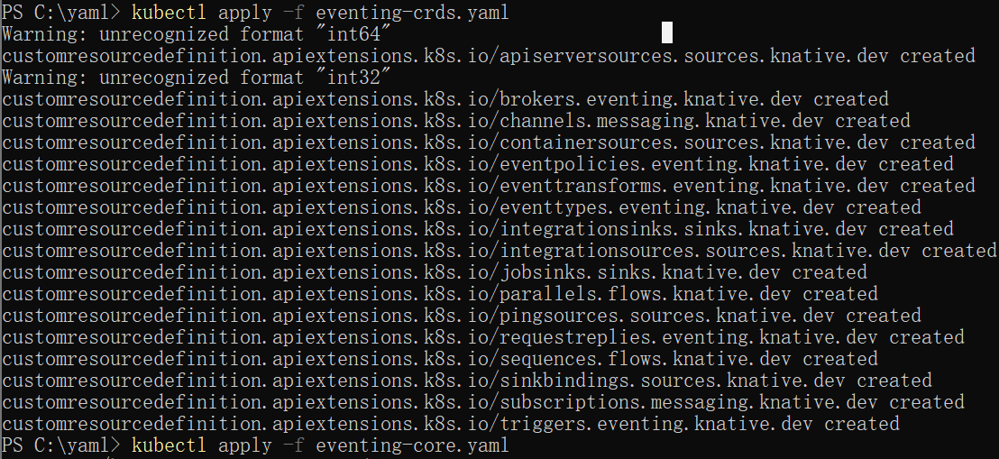 PS C:\yaml> kubectl apply -f eventing-crds.yaml
Warning: unrecognized format "int64"
customresourcedefinition.apiextensions.k8s.io/apiserversources.sources.knative.dev created
Warning: unrecognized format "int32"
customresourcedefinition.apiextensions.k8s.io/brokers.eventing.knative.dev created
customresourcedefinition.apiextensions.k8s.io/channels.messaging.knative.dev created
customresourcedefinition.apiextensions.k8s.io/containersources.sources.knative.dev created
customresourcedefinition.apiextensions.k8s.io/eventpolicies.eventing.knative.dev created
customresourcedefinition.apiextensions.k8s.io/eventtransforms.eventing.knative.dev created
customresourcedefinition.apiextensions.k8s.io/eventtypes.eventing.knative.dev created
customresourcedefinition.apiextensions.k8s.io/integrationsinks.sinks.knative.dev created
customresourcedefinition.apiextensions.k8s.io/integrationsources.sources.knative.dev created
customresourcedefinition.apiextensions.k8s.io/jobsinks.sinks.knative.dev created
customresourcedefinition.apiextensions.k8s.io/parallels.flows.knative.dev created
customresourcedefinition.apiextensions.k8s.io/pingsources.sources.knative.dev created
customresourcedefinition.apiextensions.k8s.io/requestreplies.eventing.knative.dev created
customresourcedefinition.apiextensions.k8s.io/sequences.flows.knative.dev created
customresourcedefinition.apiextensions.k8s.io/sinkbindings.sources.knative.dev created
customresourcedefinition.apiextensions.k8s.io/subscriptions.messaging.knative.dev created
customresourcedefinition.apiextensions.k8s.io/triggers.eventing.knative.dev created
PS C:\yaml> kubectl apply -f eventing-core.yaml